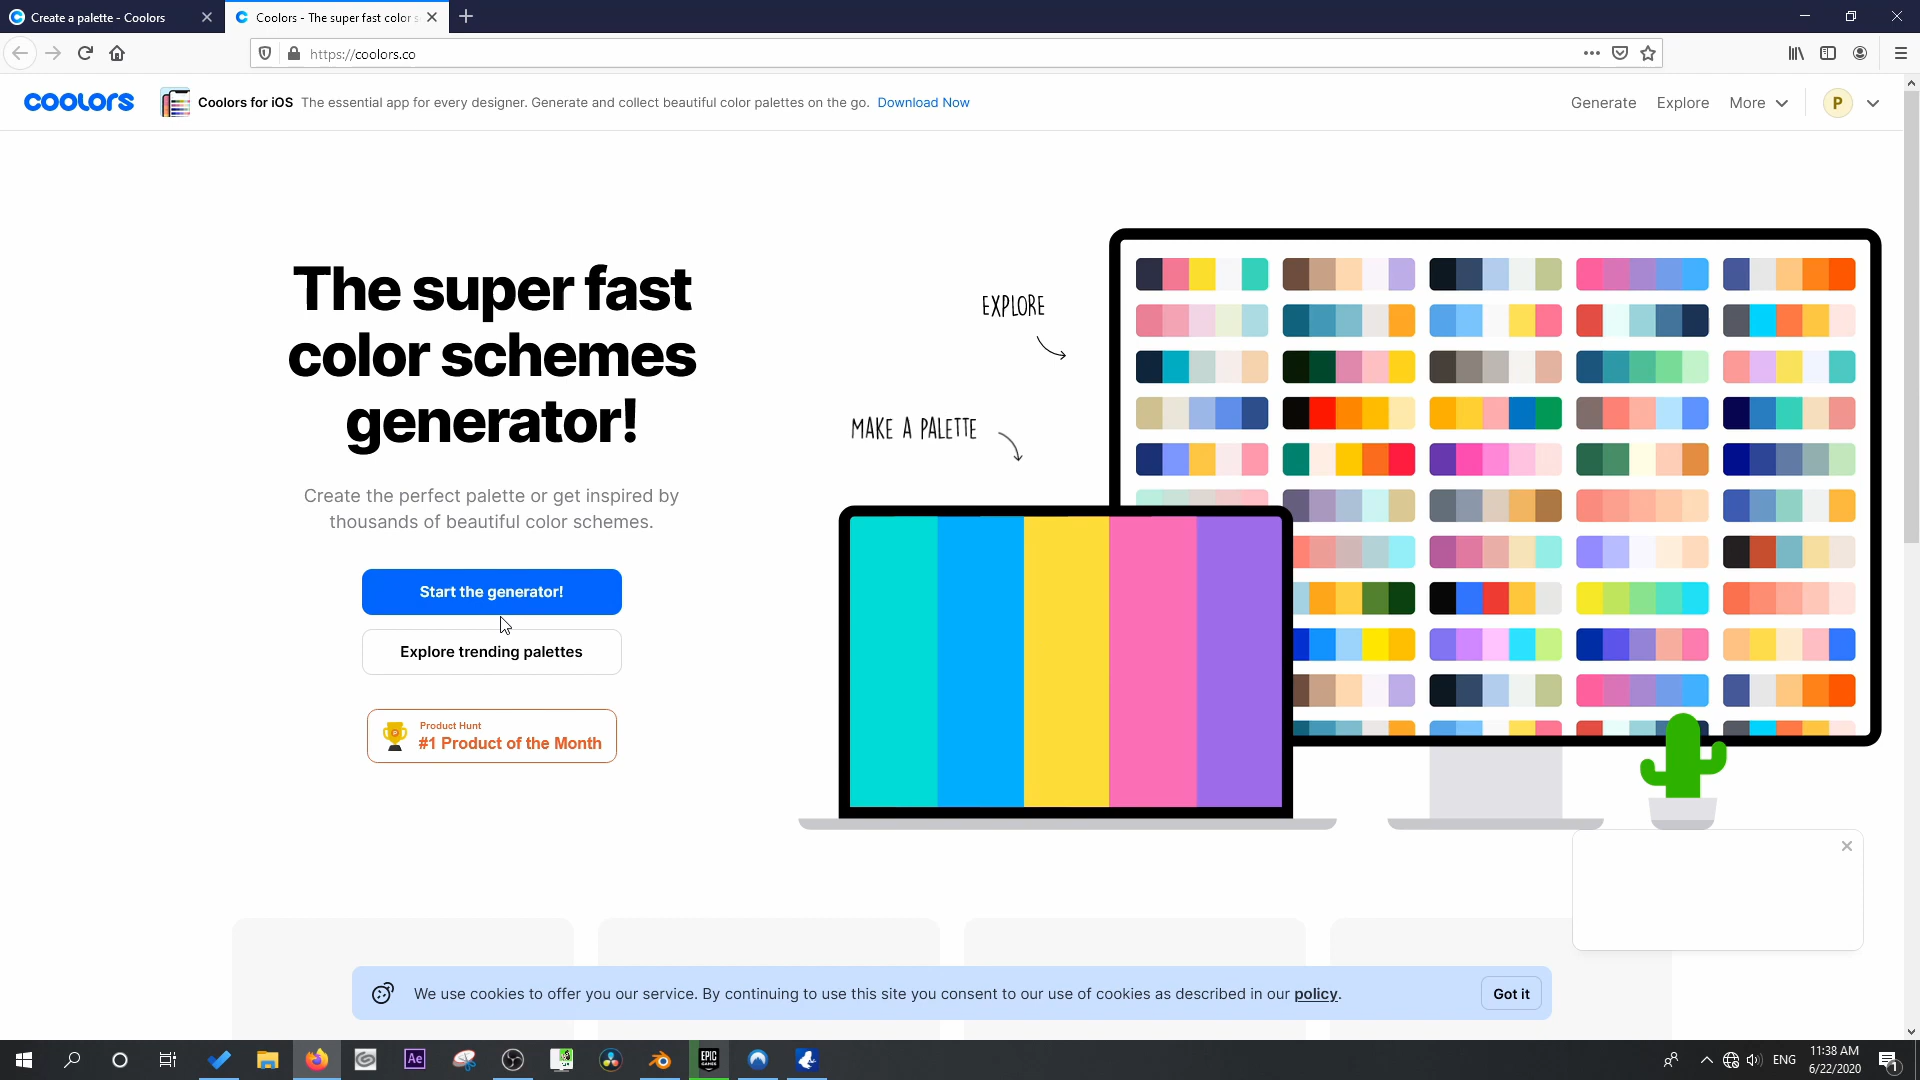 Create a palette - Coolors
Coolors - The super fast color s
https://coolors.co
coolors
Coolors for iOS The essential app for every designer. Generate and collect beautiful color palettes on the go. Download Now
Generate Explore More P
The super fast
color schemes
generator!
EXPLORE
MAKE A PALETTE
Create the perfect palette or get inspired by
thousands of beautiful color schemes.
Start the generator!
Explore trending palettes
Product Hunt
#1 Product of the Month
We use cookies to offer you our service. By continuing to use this site you consent to our use of cookies as described in our policy.
Got it
Ae
EPIC
GAMES
ENG
11:38 AM
6/22/2020
1